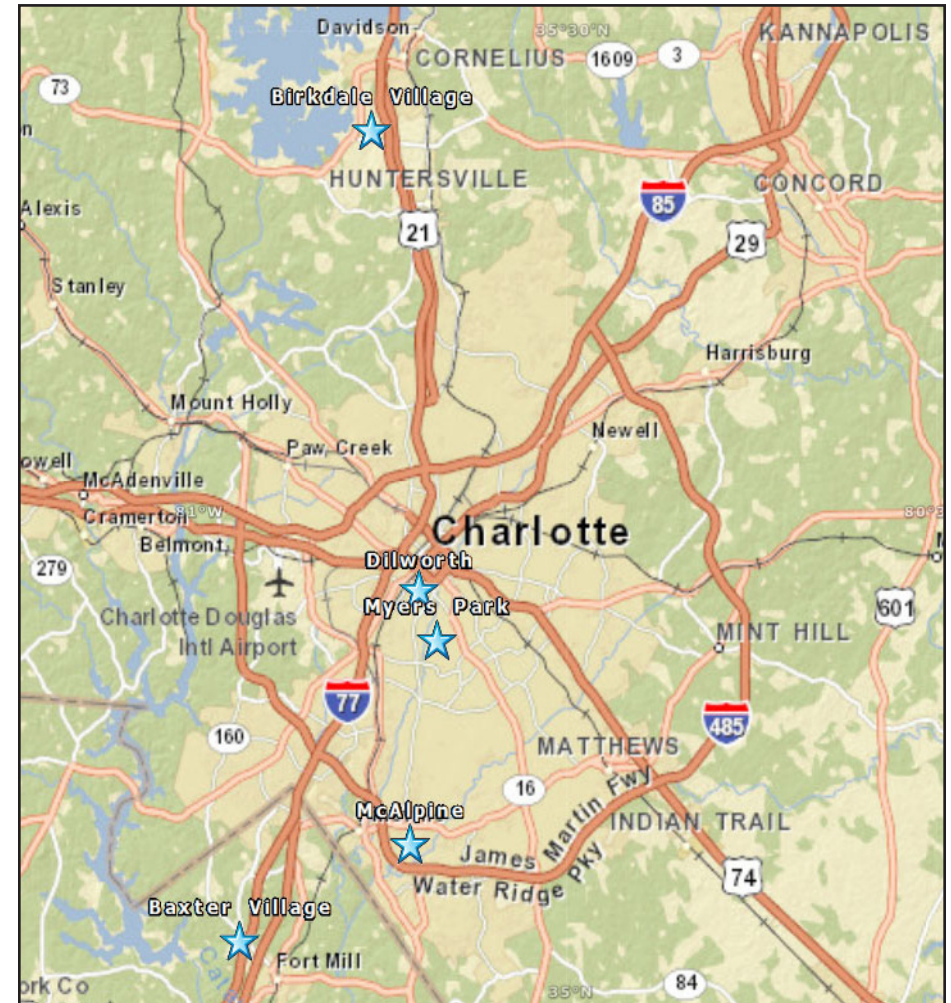 Davidson
35°30'N
KANNAPOLIS
CORNELIUS
1609
3
73
Birkdale Village
HUNTERSVILLE
85
CONCORD
Alexis
21
29
Stanley
Harrisburg
Mount Holly
Newell
Paw Creek
owell
McAdenville
81°W
Cramerton
Charlotte
Belmont
Dilworth
279
Myers Park
601
Charlotte Douglas
Intl Airport
MINT HILL
77
485
160
MATTHEWS
16
McAlpine
James Martin Fwy
INDIAN TRAIL
Water Ridge Pky
74
Baxter Village
Fort Mill
ork Co
35°N
84